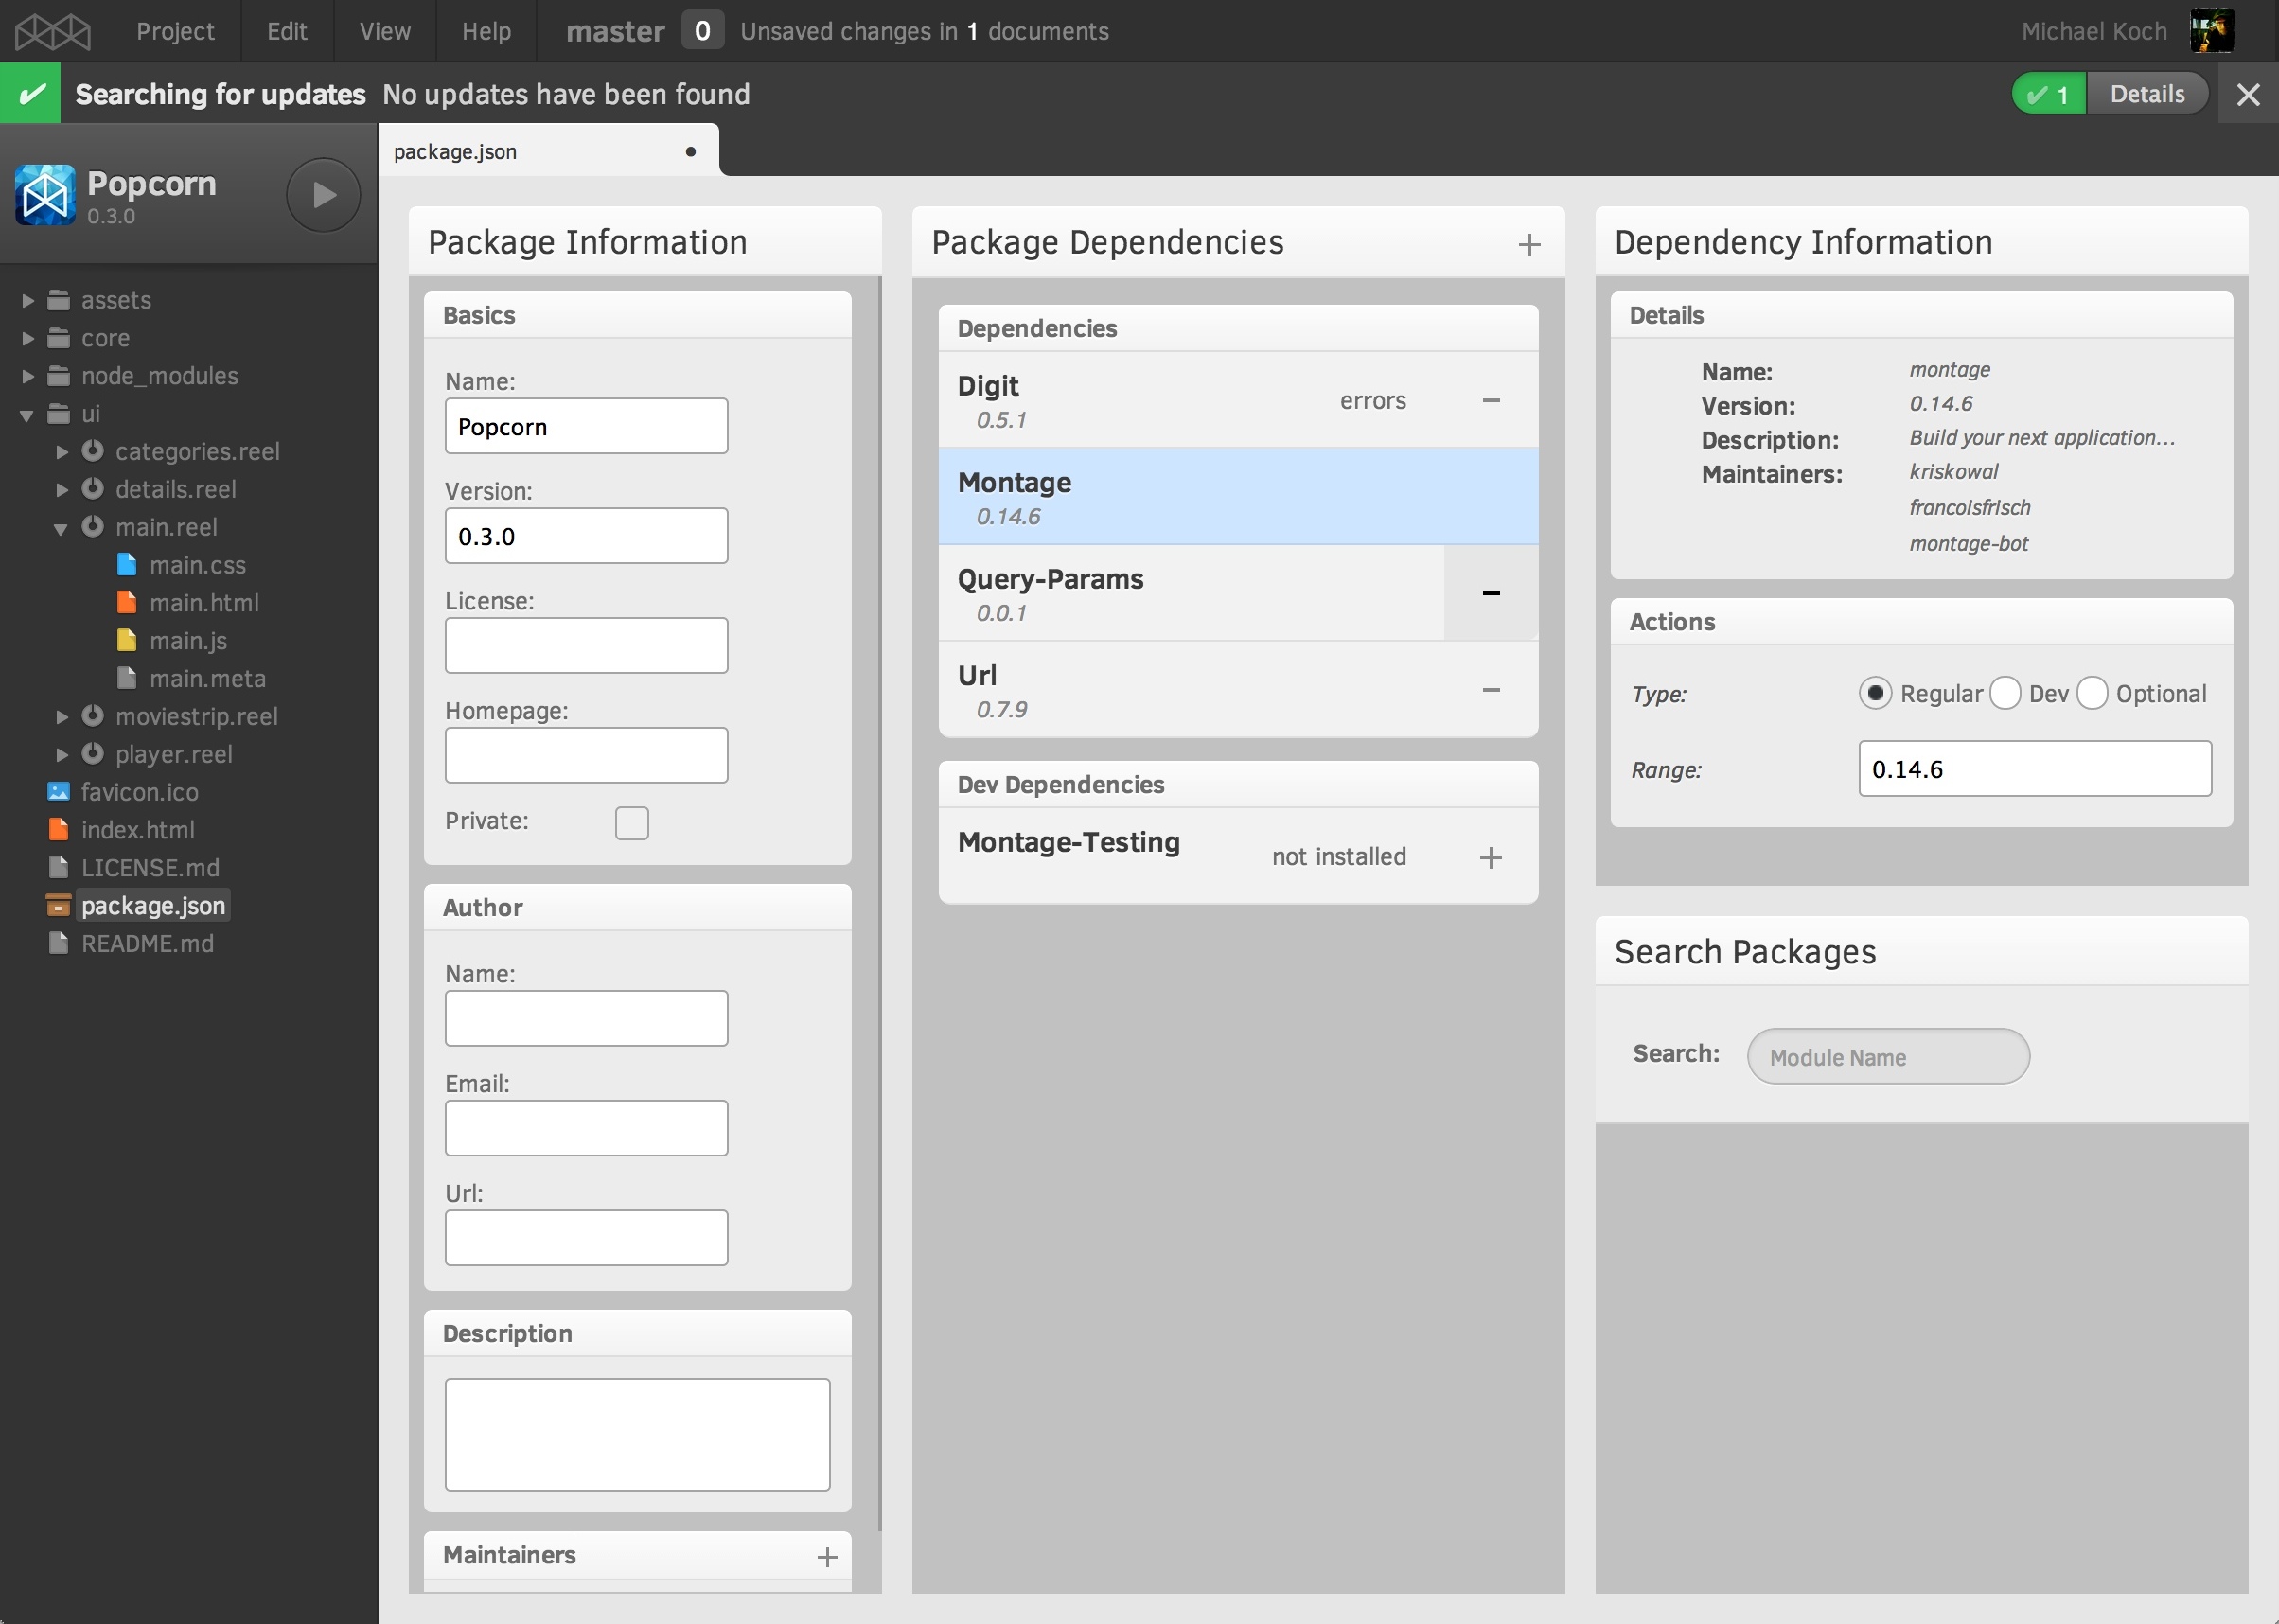 Project Edit View Help master 0 Unsaved changes in 1 documents Michael Koch
Searching for updates No updates have been found 1 Details
Popcorn
0.3.0
assets
core
node_modules
ui
categories.reel
details.reel
main.reel
main.css
main.html
main.js
main.meta
moviestrip.reel
player.reel
favicon.ico
index.html
LICENSE.md
package.json
README.md
package.json
Package Information
Basics
Name:
Popcorn
Version:
0.3.0
License:
Homepage:
Private:
Author
Name:
Email:
Url:
Description
Maintainers
Package Dependencies
Dependencies
Digit
0.5.1
errors
Montage
0.14.6
Query-Params
0.0.1
Url
0.7.9
Dev Dependencies
Montage-Testing
not installed
Dependency Information
Details
Name: montage
Version: 0.14.6
Description: Build your next application...
Maintainers: kriskowal
francoisfrisch
montage-bot
Actions
Type: Regular Dev Optional
Range: 0.14.6
Search Packages
Search: Module Name